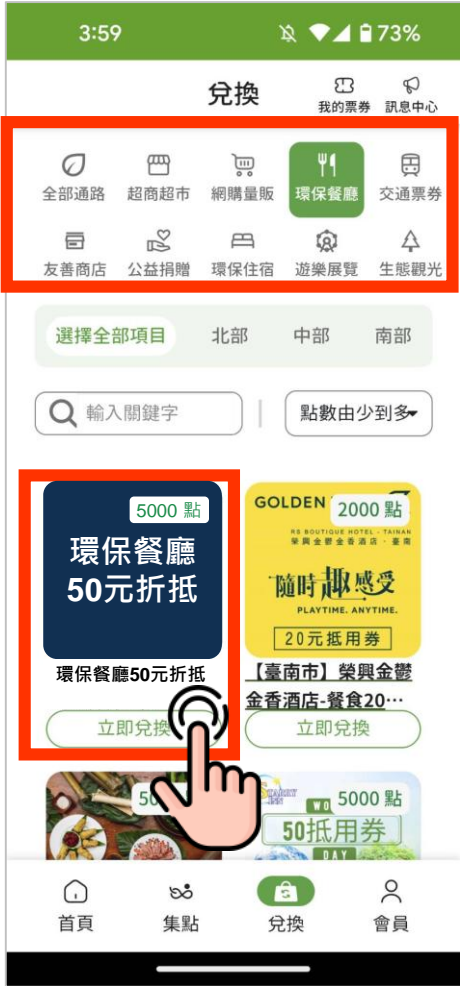 3:59
73%
兌換
我的票券
訊息中心
全部通路
超商超市
網購量販
環保餐廳
交通票券
友善商店
公益捐贈
環保住宿
遊樂展覽
生態觀光
選擇全部項目
北部
中部
南部
輸入關鍵字
點數由少到多
5000 點
環保餐廳
50元折抵
環保餐廳50元折抵
立即兌換
GOLDEN
2000 點
RS BOUTIQUE HOTEL · TAINAN
榮興金鬱金香酒店 · 臺南
隨時趣感受
PLAYTIME. ANYTIME.
20元抵用券
【臺南市】榮興金鬱
金香酒店-餐食20…
立即兌換
5000 點
50抵用券
DAY
首頁
集點
兌換
會員